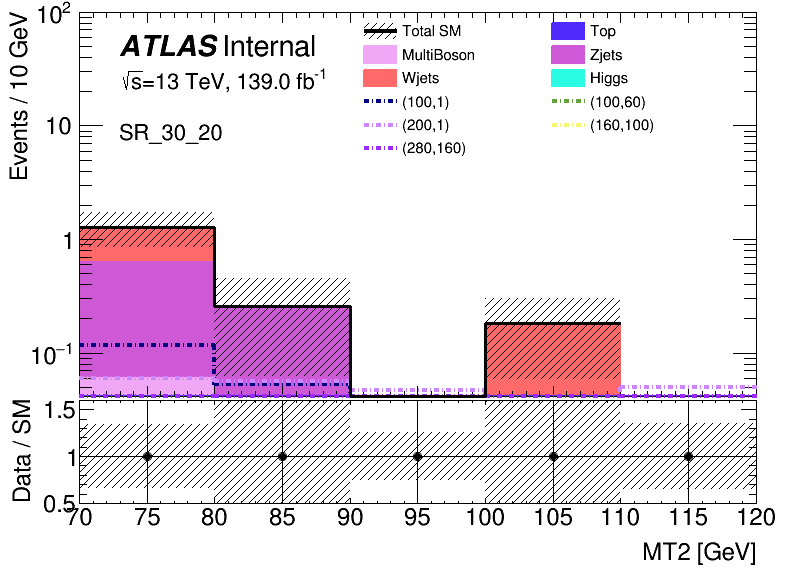 10²
Events / 10 GeV
ATLAS Internal
√s=13 TeV, 139.0 fb⁻¹
SR_30_20
Total SM
Top
MultiBoson
Zjets
Wjets
Higgs
(100,1)
(100,60)
(200,1)
(160,100)
(280,160)
10
1
10⁻¹
Data / SM
1.5
1
0.5
70 75 80 85 90 95 100 105 110 115 120
MT2 [GeV]